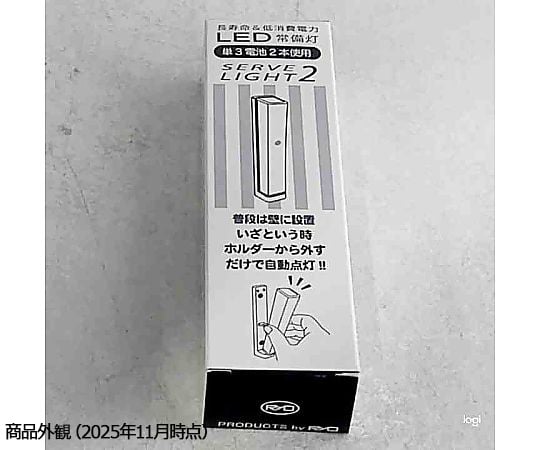 長寿命&低消費電力
LED 常備灯
単3電池2本使用
SERVE
LIGHT2
普段は壁に設置
いざという時
ホルダーから外す
だけで自動点灯!!
RYO
PRODUCTS by RYO
logi
商品外観(2025年11月時点)